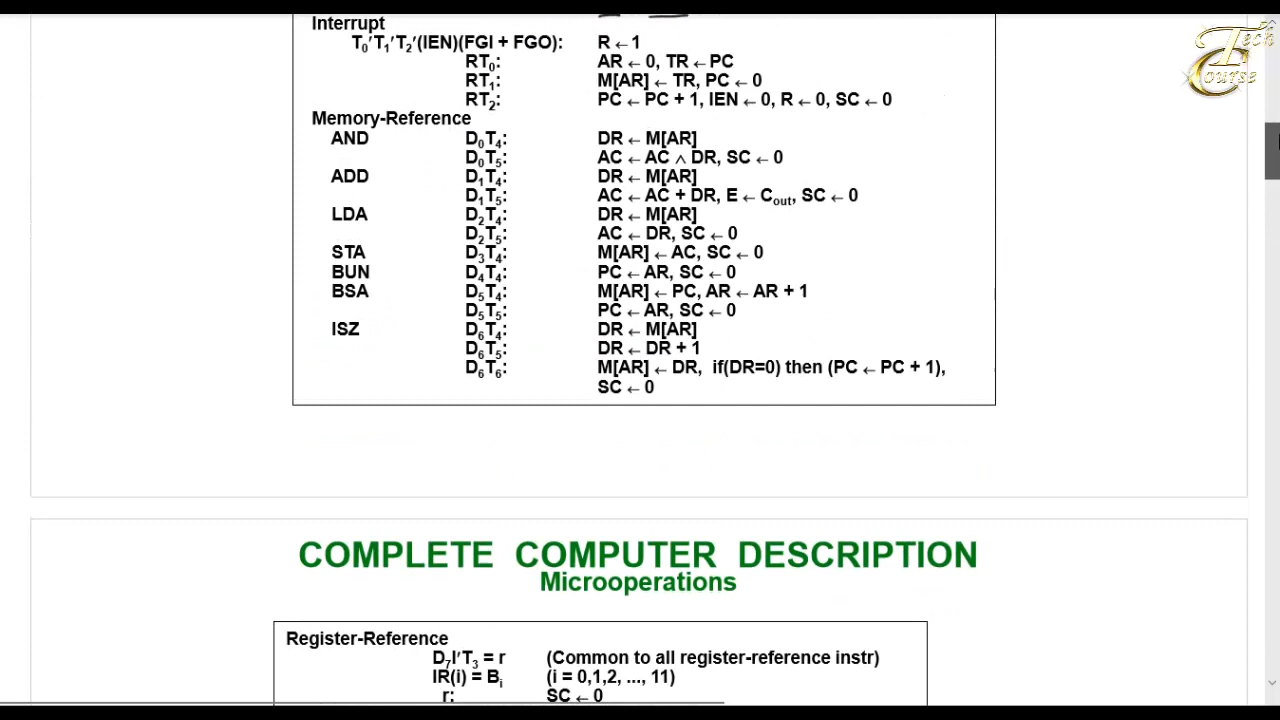 Tech
Course
Interrupt
T₀′T₁′T₂′(IEN)(FGI + FGO): R ← 1
RT₀: AR ← 0, TR ← PC
RT₁: M[AR] ← TR, PC ← 0
RT₂: PC ← PC + 1, IEN ← 0, R ← 0, SC ← 0
Memory-Reference
AND D₀T₄: DR ← M[AR]
D₀T₅: AC ← AC ∧ DR, SC ← 0
ADD D₁T₄: DR ← M[AR]
D₁T₅: AC ← AC + DR, E ← Cout, SC ← 0
LDA D₂T₄: DR ← M[AR]
D₂T₅: AC ← DR, SC ← 0
STA D₃T₄: M[AR] ← AC, SC ← 0
BUN D₄T₄: PC ← AR, SC ← 0
BSA D₅T₄: M[AR] ← PC, AR ← AR + 1
D₅T₅: PC ← AR, SC ← 0
ISZ D₆T₄: DR ← M[AR]
D₆T₅: DR ← DR + 1
D₆T₆: M[AR] ← DR, if(DR=0) then (PC ← PC + 1),
SC ← 0
COMPLETE COMPUTER DESCRIPTION
Microoperations
Register-Reference
D₇I′T₃ = r (Common to all register-reference instr)
IR(i) = Bᵢ (i = 0,1,2, ..., 11)
r: SC ← 0